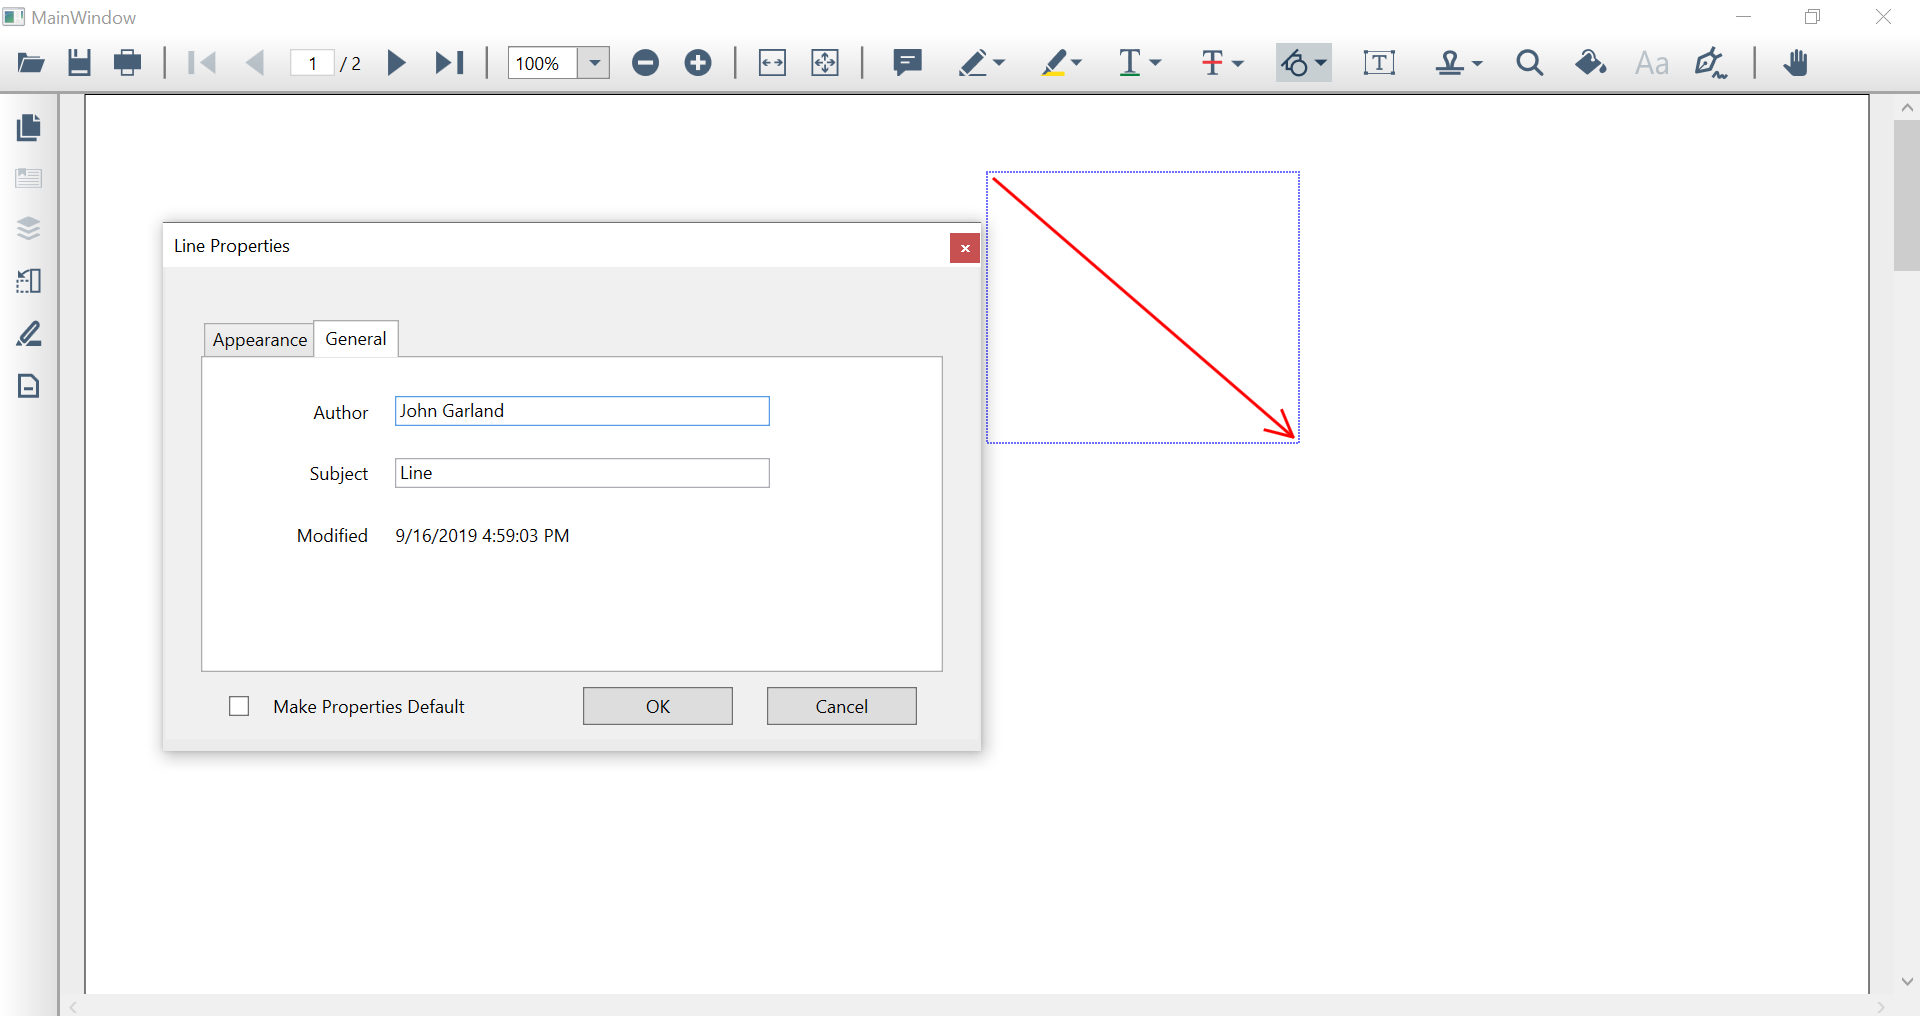 MainWindow
1 / 2 100% T T T Aa
Line Properties
Appearance General
Author John Garland
Subject Line
Modified 9/16/2019 4:59:03 PM
Make Properties Default OK Cancel